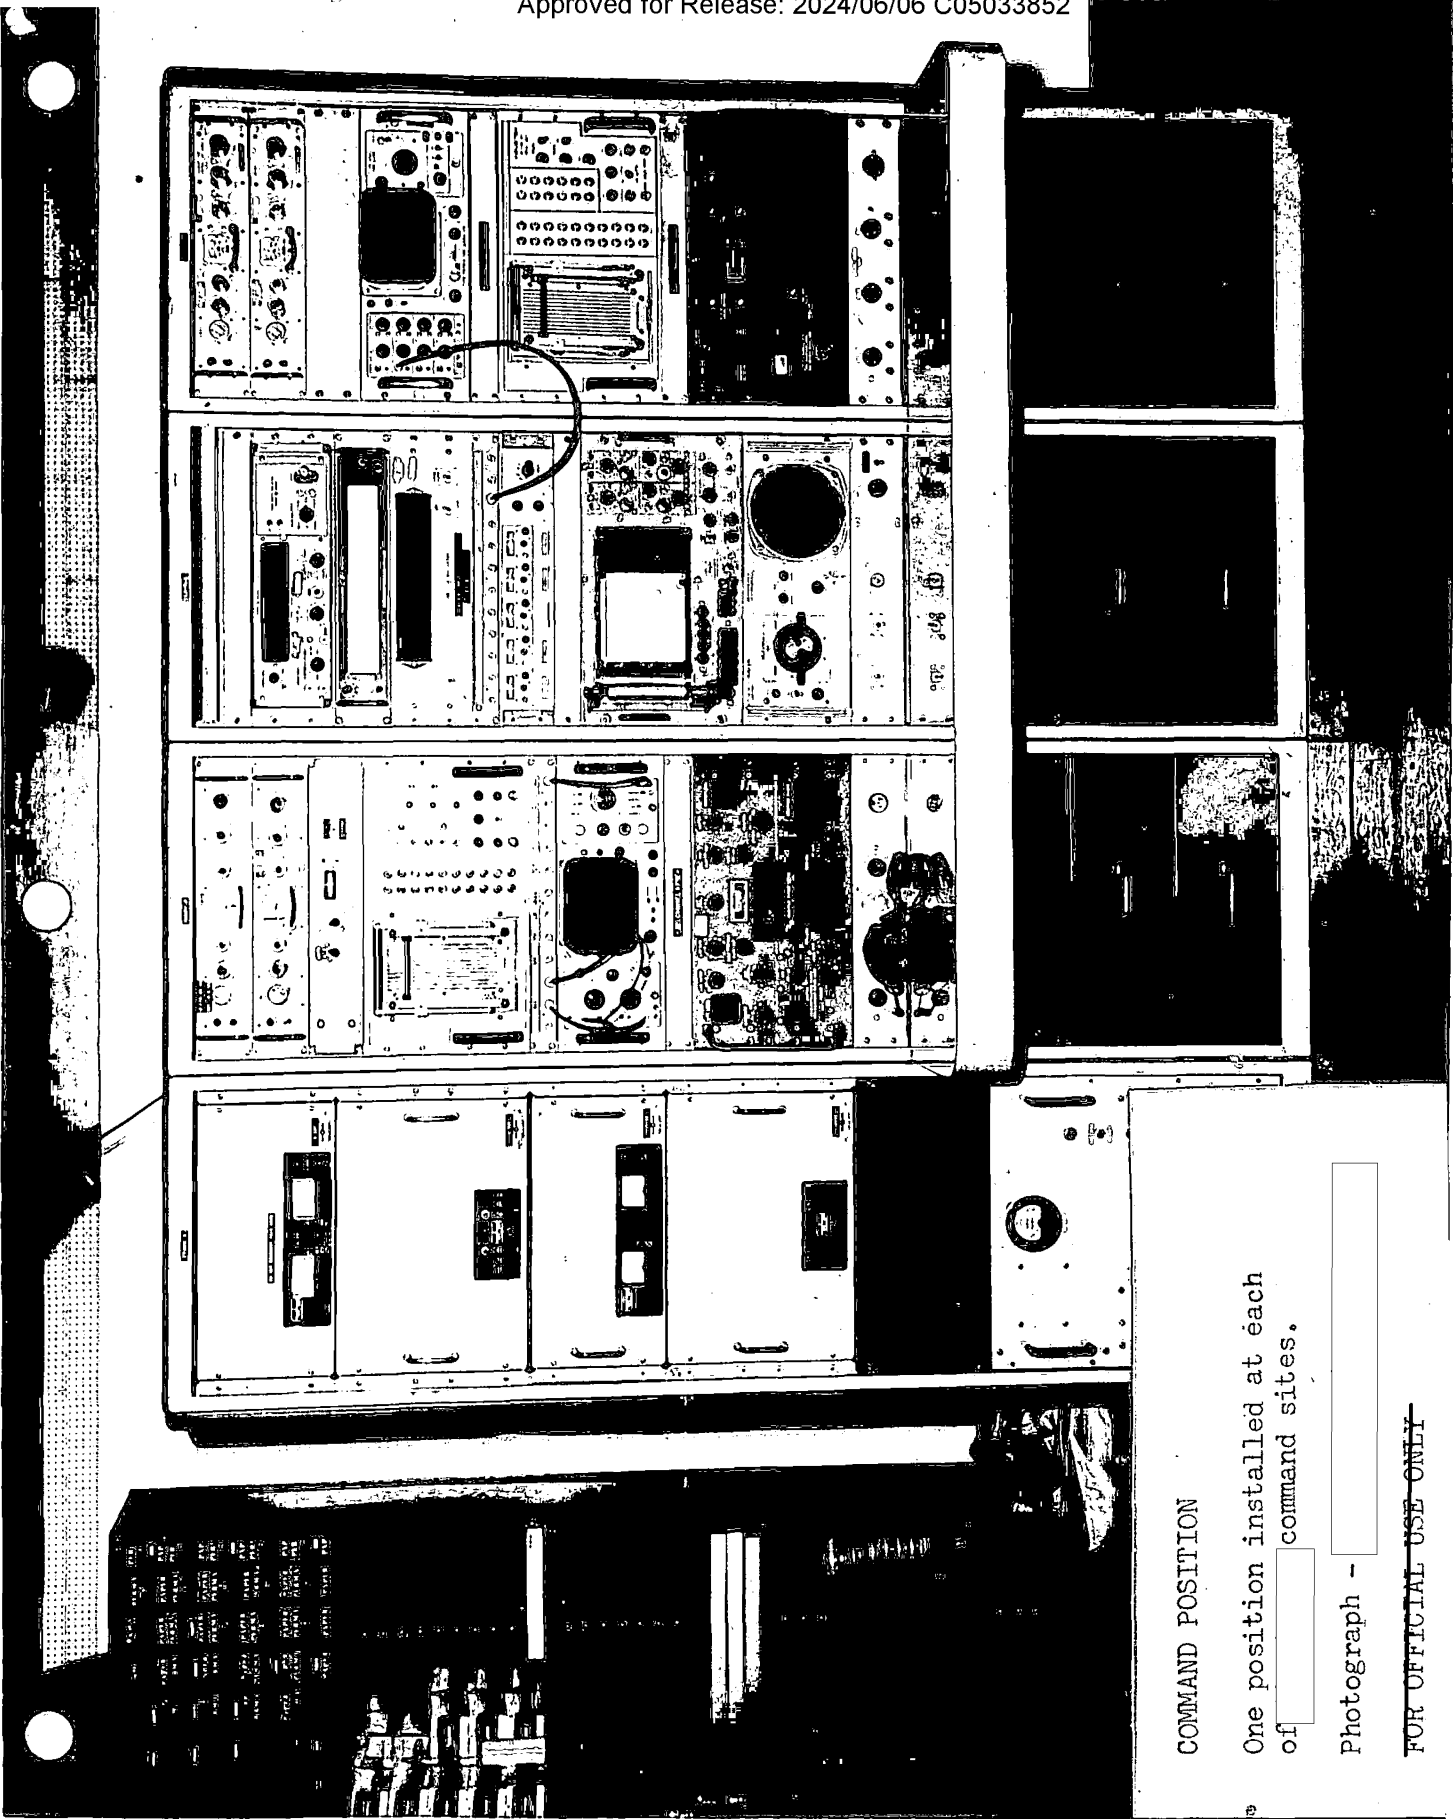 Approved for Release: 2024/06/06 C05033852
COMMAND POSITION
One position installed at each
of command sites.
Photograph -
FOR OFFICIAL USE ONLY